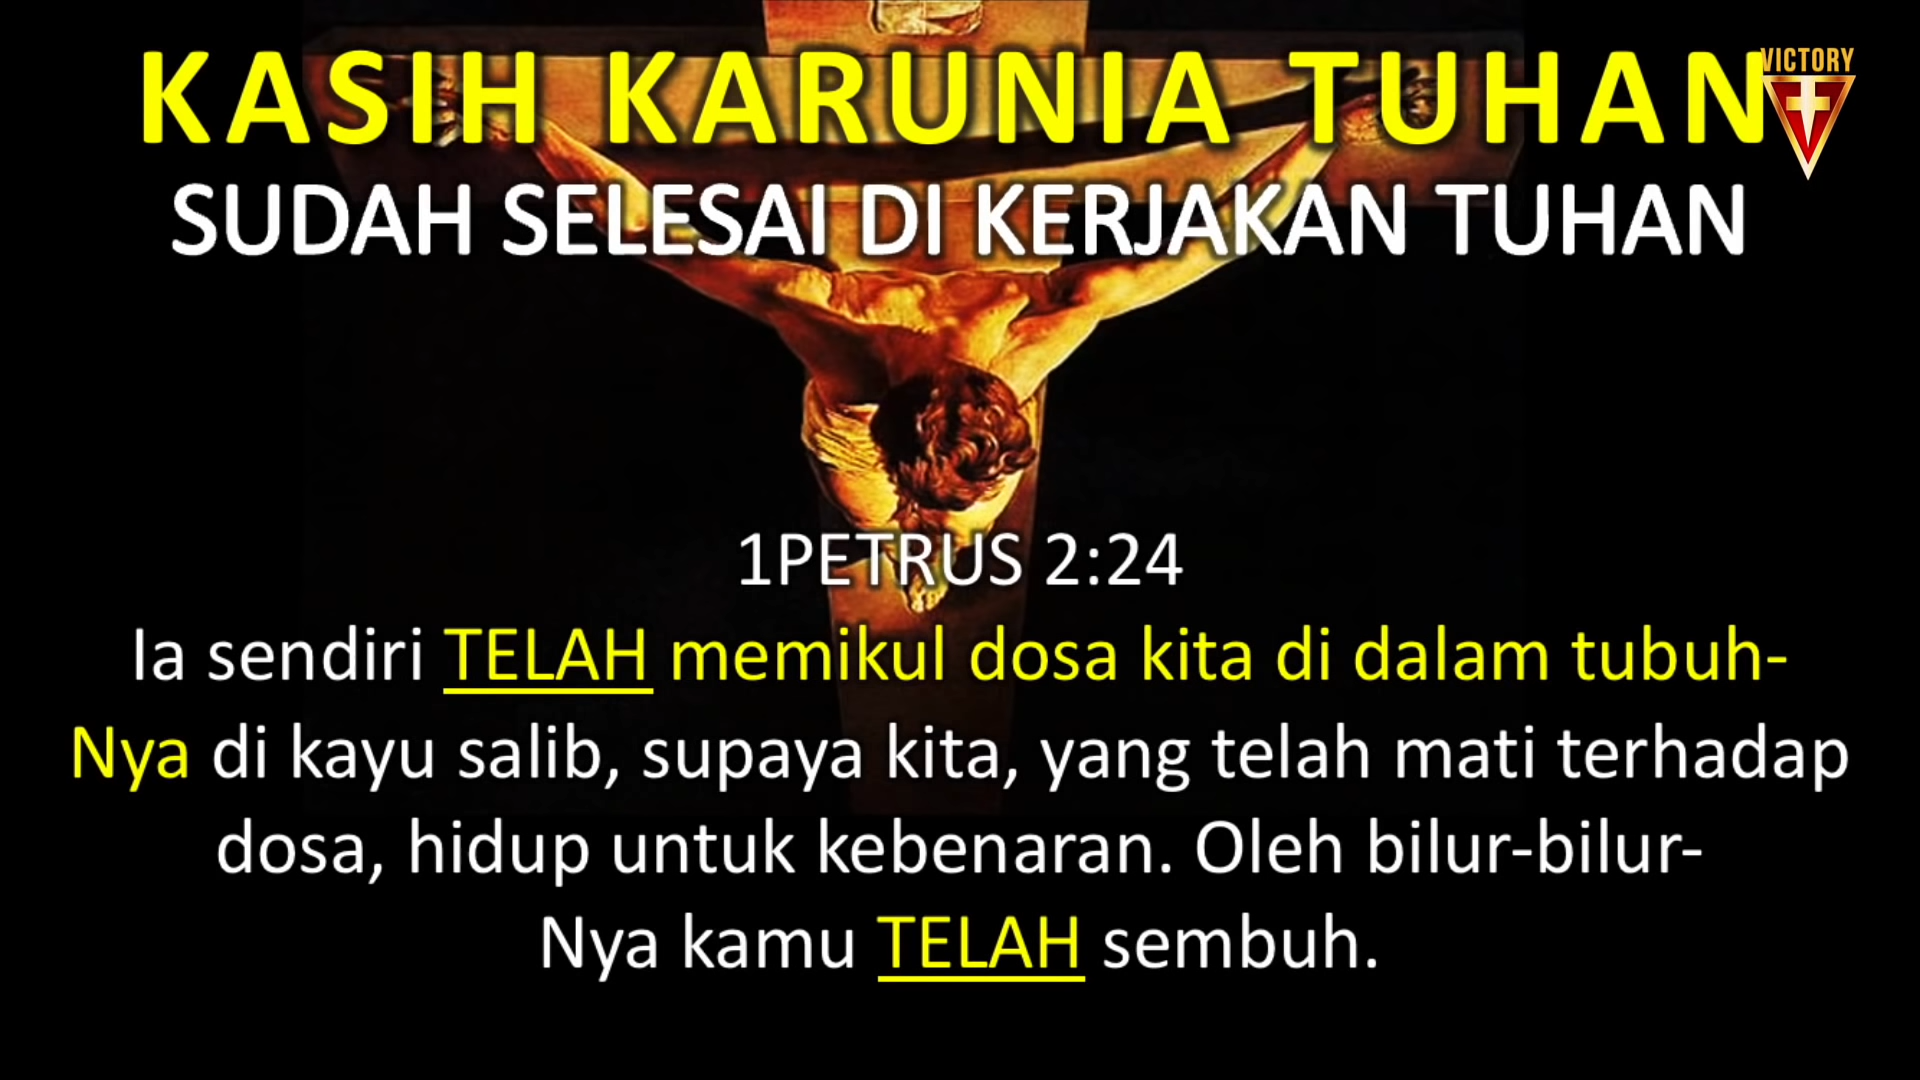 KASIH KARUNIA TUHAN
VICTORY
SUDAH SELESAI DI KERJAKAN TUHAN
1PETRUS 2:24
Ia sendiri TELAH memikul dosa kita di dalam tubuh-
Nya di kayu salib, supaya kita, yang telah mati terhadap
dosa, hidup untuk kebenaran. Oleh bilur-bilur-
Nya kamu TELAH sembuh.